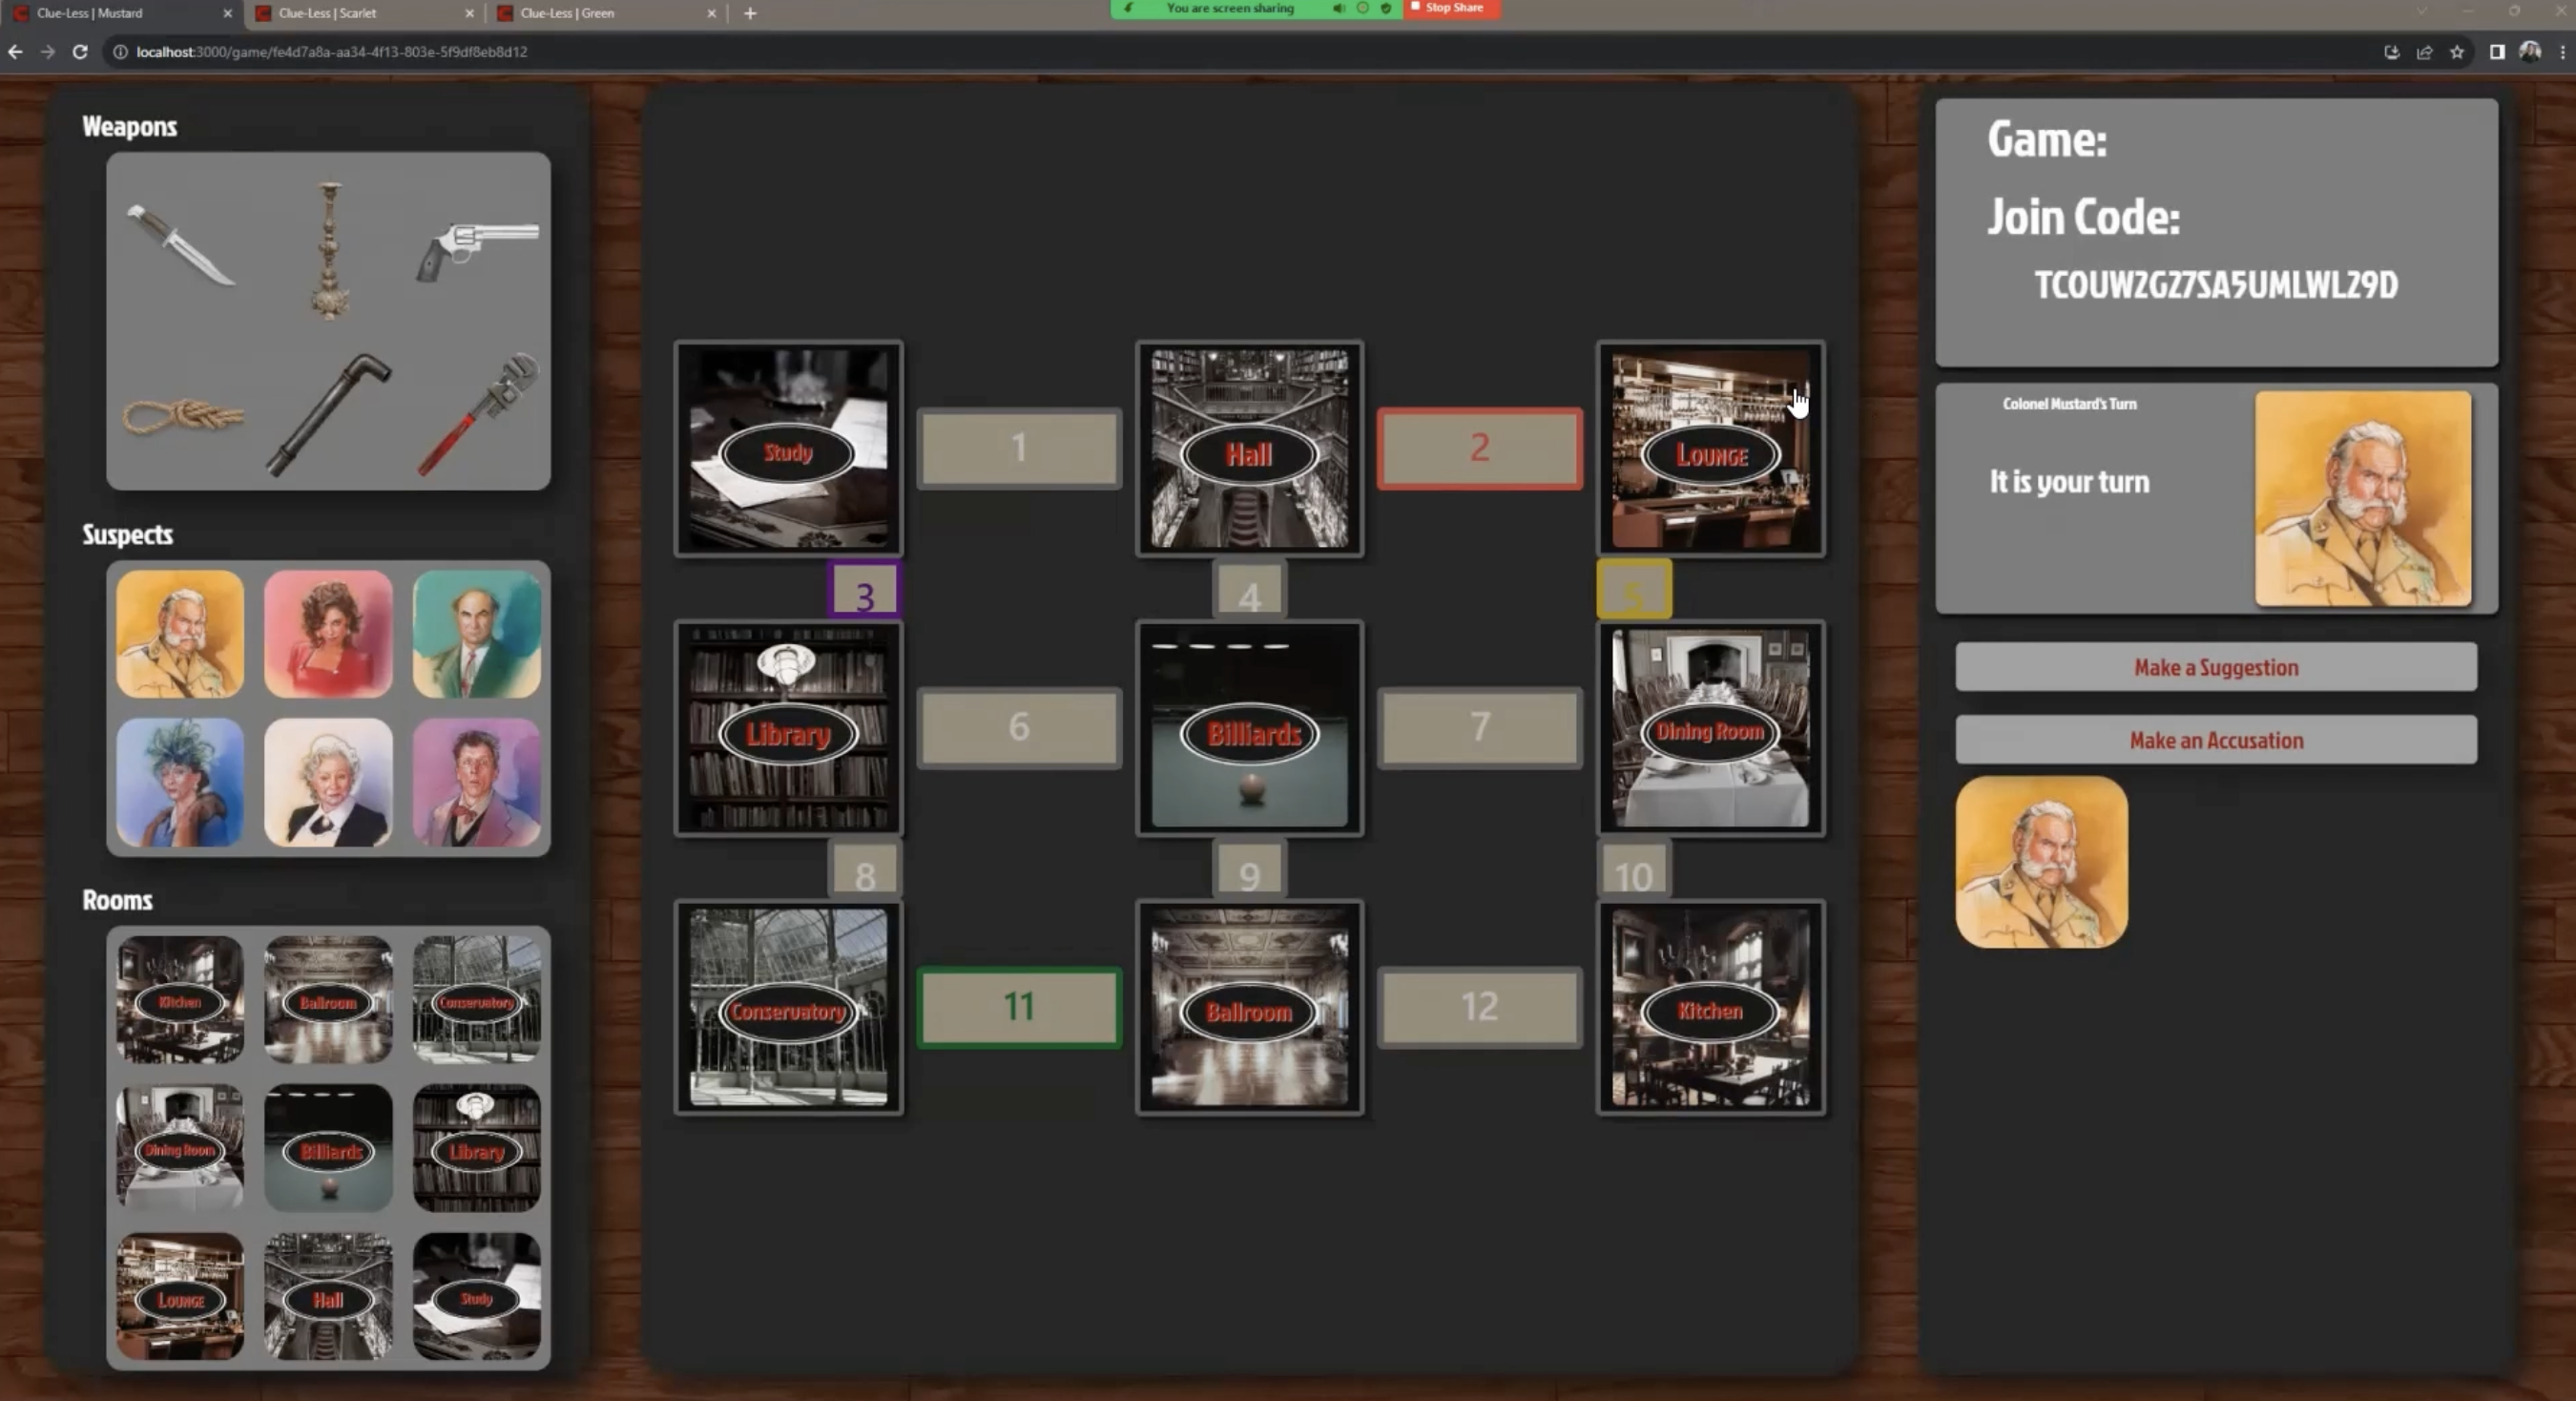 Clue-Less | Mustard
Clue-Less | Scarlet
Clue-Less | Green
You are screen sharing
Stop Share
localhost:3000/game/fe4d7a8a-aa34-4f13-803e-5f9df8eb8d12
Weapons
Suspects
Rooms
Kitchen
Ballroom
Conservatory
Dining Room
Billiards
Library
Lounge
Hall
Study
Study
1
Hall
2
Lounge
3
4
5
Library
6
Billiards
7
Dining Room
8
9
10
Conservatory
11
Ballroom
12
Kitchen
Game:
Join Code:
TCOUW2G27SA5UMLWL29D
Colonel Mustard's Turn
It is your turn
Make a Suggestion
Make an Accusation